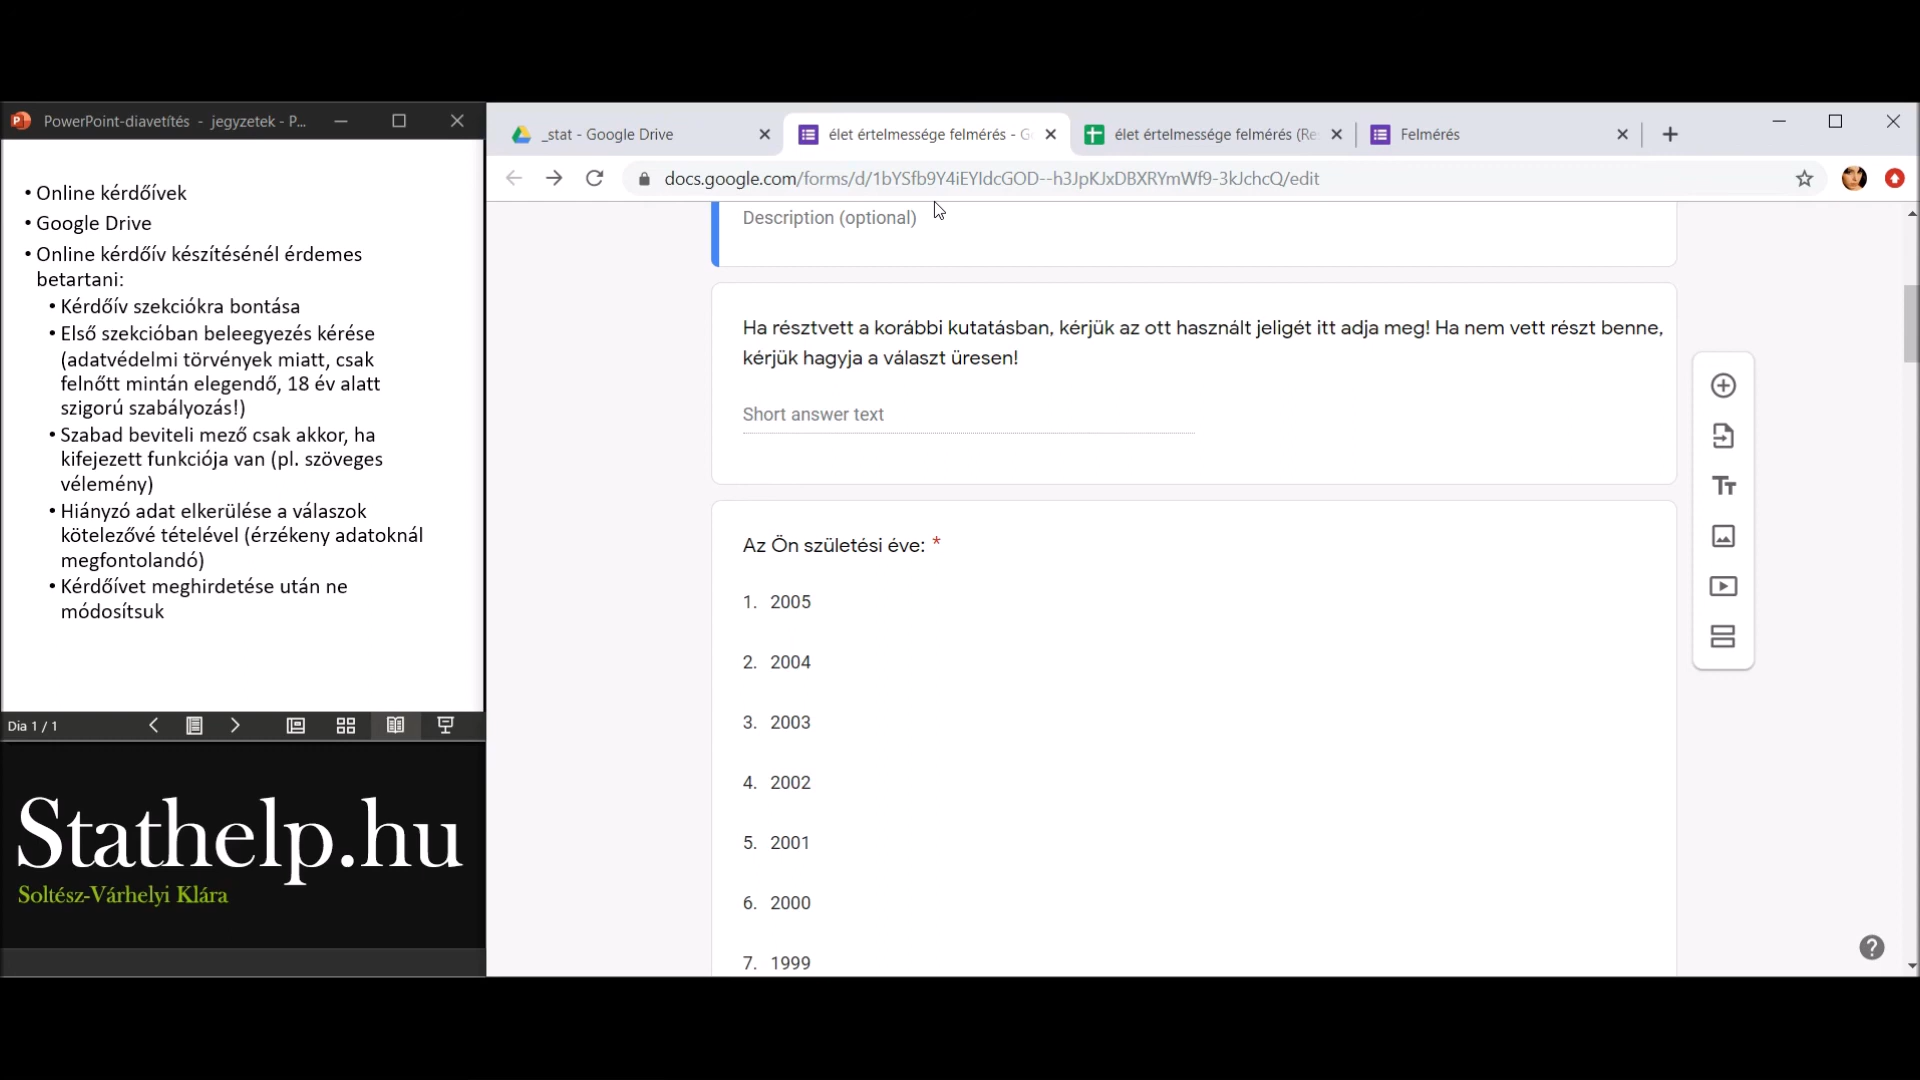 PowerPoint-diavetítés - jegyzetek - P...
• Online kérdőívek
• Google Drive
• Online kérdőív készítésénél érdemes
betartani:
• Kérdőív szekciókra bontása
• Első szekcióban beleegyezés kérése
(adatvédelmi törvények miatt, csak
felnőtt mintán elegendő, 18 év alatt
szigorú szabályozás!)
• Szabad beviteli mező csak akkor, ha
kifejezett funkciója van (pl. szöveges
vélemény)
• Hiányzó adat elkerülése a válaszok
kötelezővé tételével (érzékeny adatoknál
megfontolandó)
• Kérdőívet meghirdetése után ne
módosítsuk
Dia 1 / 1
Stathelp.hu
Soltész-Várhelyi Klára
_stat - Google Drive
élet értelmessége felmérés - G
élet értelmessége felmérés (Re
Felmérés
docs.google.com/forms/d/1bYSfb9Y4iEYIdcGOD--h3JpKJxDBXRYmWf9-3kJchcQ/edit
Description (optional)
Ha résztvett a korábbi kutatásban, kérjük az ott használt jeligét itt adja meg! Ha nem vett részt benne,
kérjük hagyja a választ üresen!
Short answer text
Az Ön születési éve: *
1. 2005
2. 2004
3. 2003
4. 2002
5. 2001
6. 2000
7. 1999